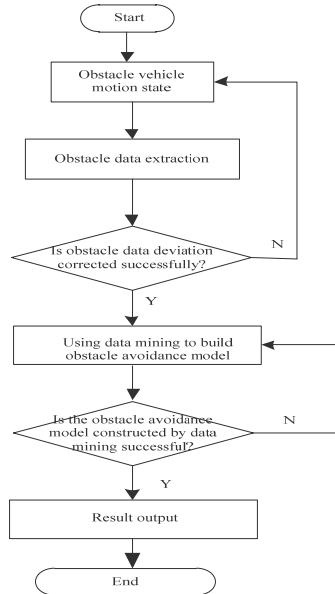 Start
Obstacle vehicle
motion state
Obstacle data extraction
Is obstacle data deviation
corrected successfully?
N
Y
Using data mining to build
obstacle avoidance model
Is the obstacle avoidance
model constructed by data
mining successful?
N
Y
Result output
End